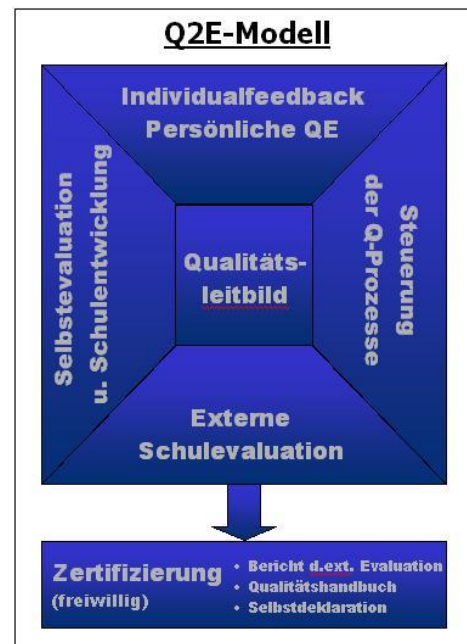 Q2E-Modell
Individualfeedback
Persönliche QE
Selbstevaluation
u. Schulentwicklung
Qualitäts-
leitbild
Steuerung
der Q-Prozesse
Externe
Schulevaluation
Zertifizierung
(freiwillig)
• Bericht d.ext. Evaluation
• Qualitätshandbuch
• Selbstdeklaration